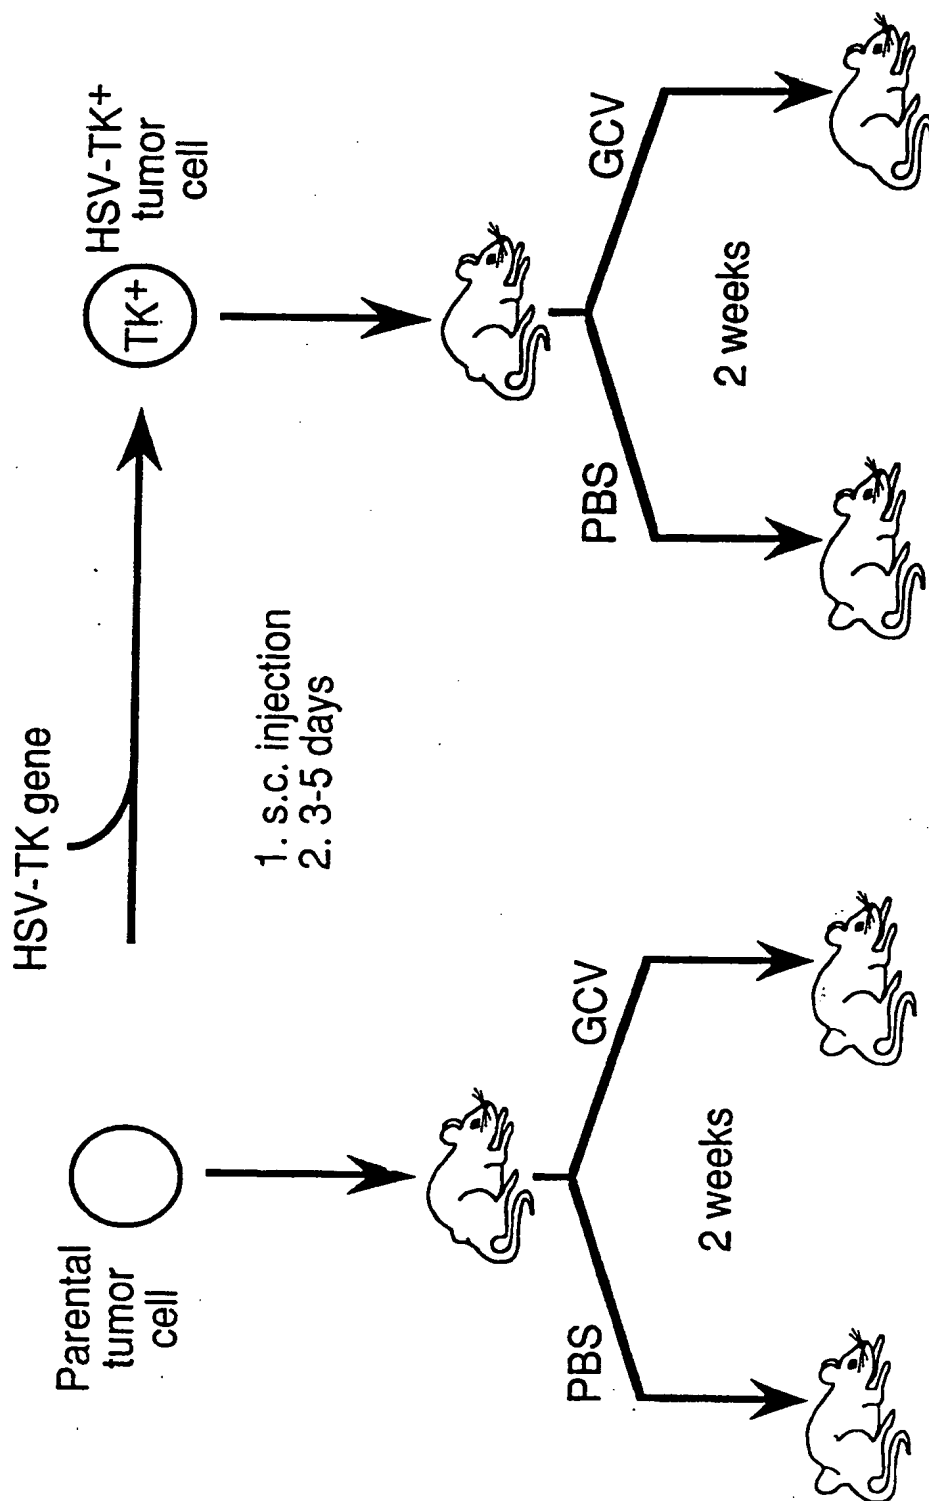 HSV-TK gene
Parental
tumor
cell
TK+
HSV-TK+
tumor
cell
1. s.c. injection
2. 3-5 days
PBS
GCV
2 weeks
PBS
GCV
2 weeks